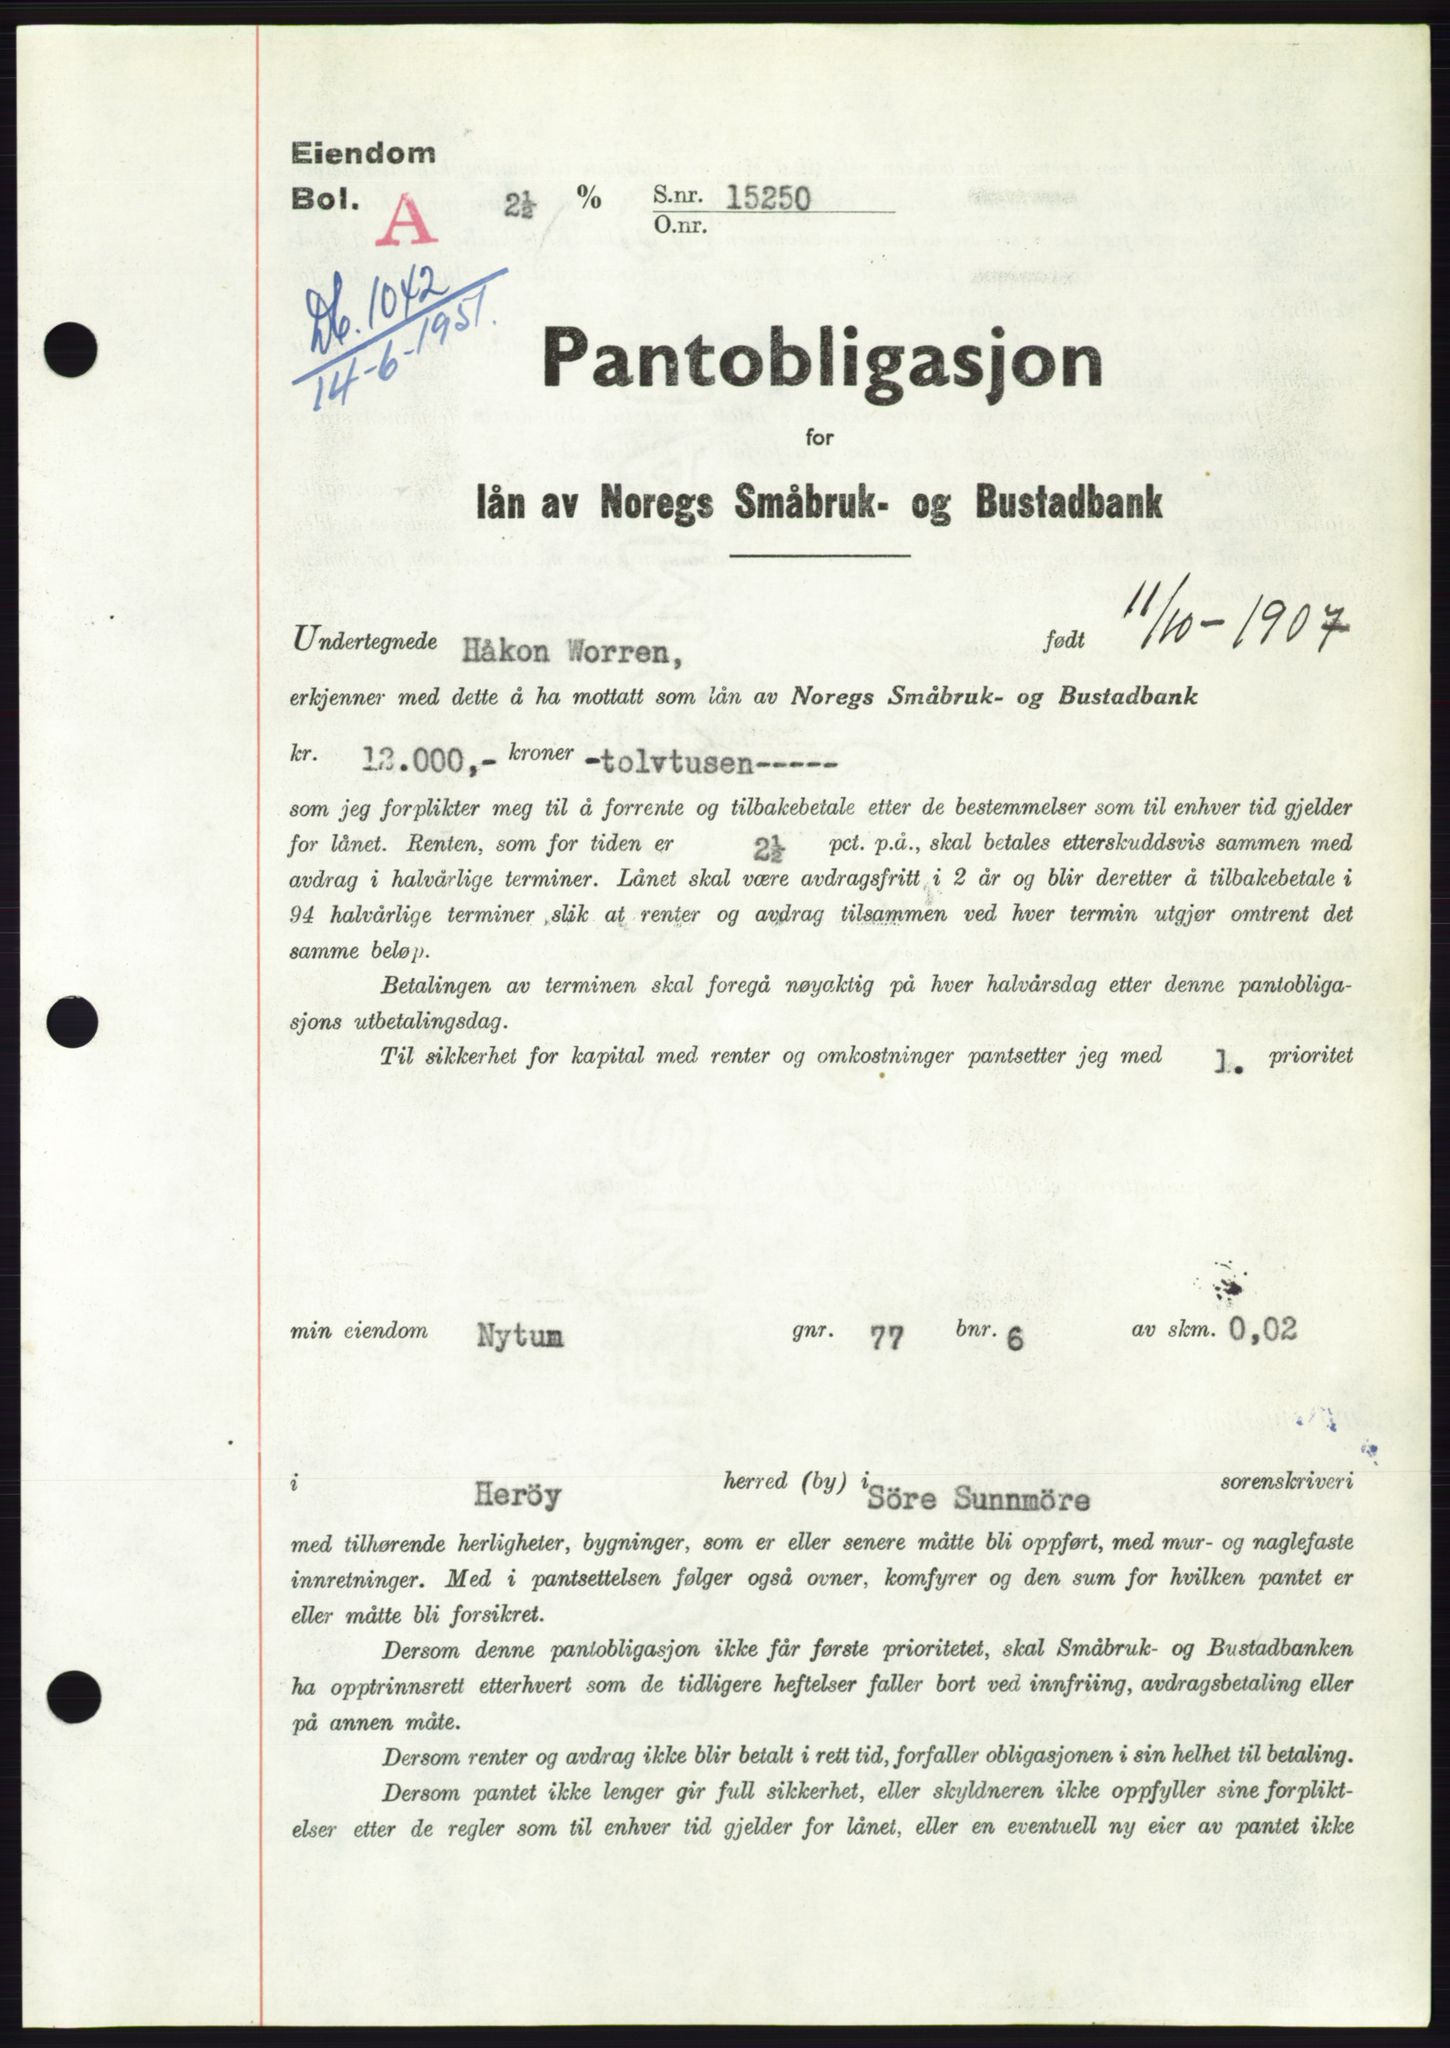 Eiendom
Bol. A 2½ % S.nr. 15250
O.nr.
Db. 1042
14-6-1951.
Pantobligasjon
for
lån av Noregs Småbruk- og Bustadbank
Undertegnede Håkon Worren, født 11/10-1907
erkjenner med dette å ha mottatt som lån av Noregs Småbruk- og Bustadbank
kr. 12.000,- kroner -tolvtusen-----
som jeg forplikter meg til å forrente og tilbakebetale etter de bestemmelser som til enhver tid gjelder
for lånet. Renten, som for tiden er 2½ pct. p.å., skal betales etterskuddsvis sammen med
avdrag i halvårlige terminer. Lånet skal være avdragsfritt i 2 år og blir deretter å tilbakebetale i
94 halvårlige terminer slik at renter og avdrag tilsammen ved hver termin utgjør omtrent det
samme beløp.
Betalingen av terminen skal foregå nøyaktig på hver halvårsdag etter denne pantobliga-
sjons utbetalingsdag.
Til sikkerhet for kapital med renter og omkostninger pantsetter jeg med 1. prioritet
min eiendom Nytun gnr. 77 bnr. 6 av skm. 0,02
i Heröy herred (by) i Söre Sunnmöre sorenskriveri
med tilhørende herligheter, bygninger, som er eller senere måtte bli oppført, med mur- og naglefaste
innretninger. Med i pantsettelsen følger også ovner, komfyrer og den sum for hvilken pantet er
eller måtte bli forsikret.
Dersom denne pantobligasjon ikke får første prioritetet, skal Småbruk- og Bustadbanken
ha opptrinnsrett etterhvert som de tidligere heftelser faller bort ved innfriing, avdragsbetaling eller
på annen måte.
Dersom renter og avdrag ikke blir betalt i rett tid, forfaller obligasjonen i sin helhet til betaling.
Dersom pantet ikke lenger gir full sikkerhet, eller skyldneren ikke oppfyller sine forplikt-
elser etter de regler som til enhver tid gjelder for lånet, eller en eventuell ny eier av pantet ikke